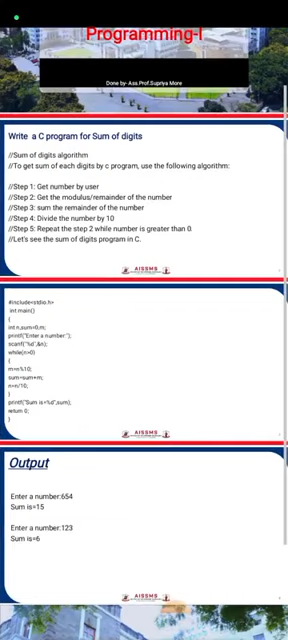 Programming-I
Done by- Ass.Prof.Supriya More
Write a C program for Sum of digits
//Sum of digits algorithm
//To get sum of each digits by c program, use the following algorithm:
//Step 1: Get number by user
//Step 2: Get the modulus/remainder of the number
//Step 3: sum the remainder of the number
//Step 4: Divide the number by 10
//Step 5: Repeat the step 2 while number is greater than 0.
//Let's see the sum of digits program in C.
AISSMS
#include<stdio.h>
int main()
{
int n,sum=0,m;
printf("Enter a number:");
scanf("%d",&n);
while(n>0)
{
m=n%10;
sum=sum+m;
n=n/10;
}
printf("Sum is=%d",sum);
return 0;
}
AISSMS
Output
Enter a number:654
Sum is=15
Enter a number:123
Sum is=6
AISSMS